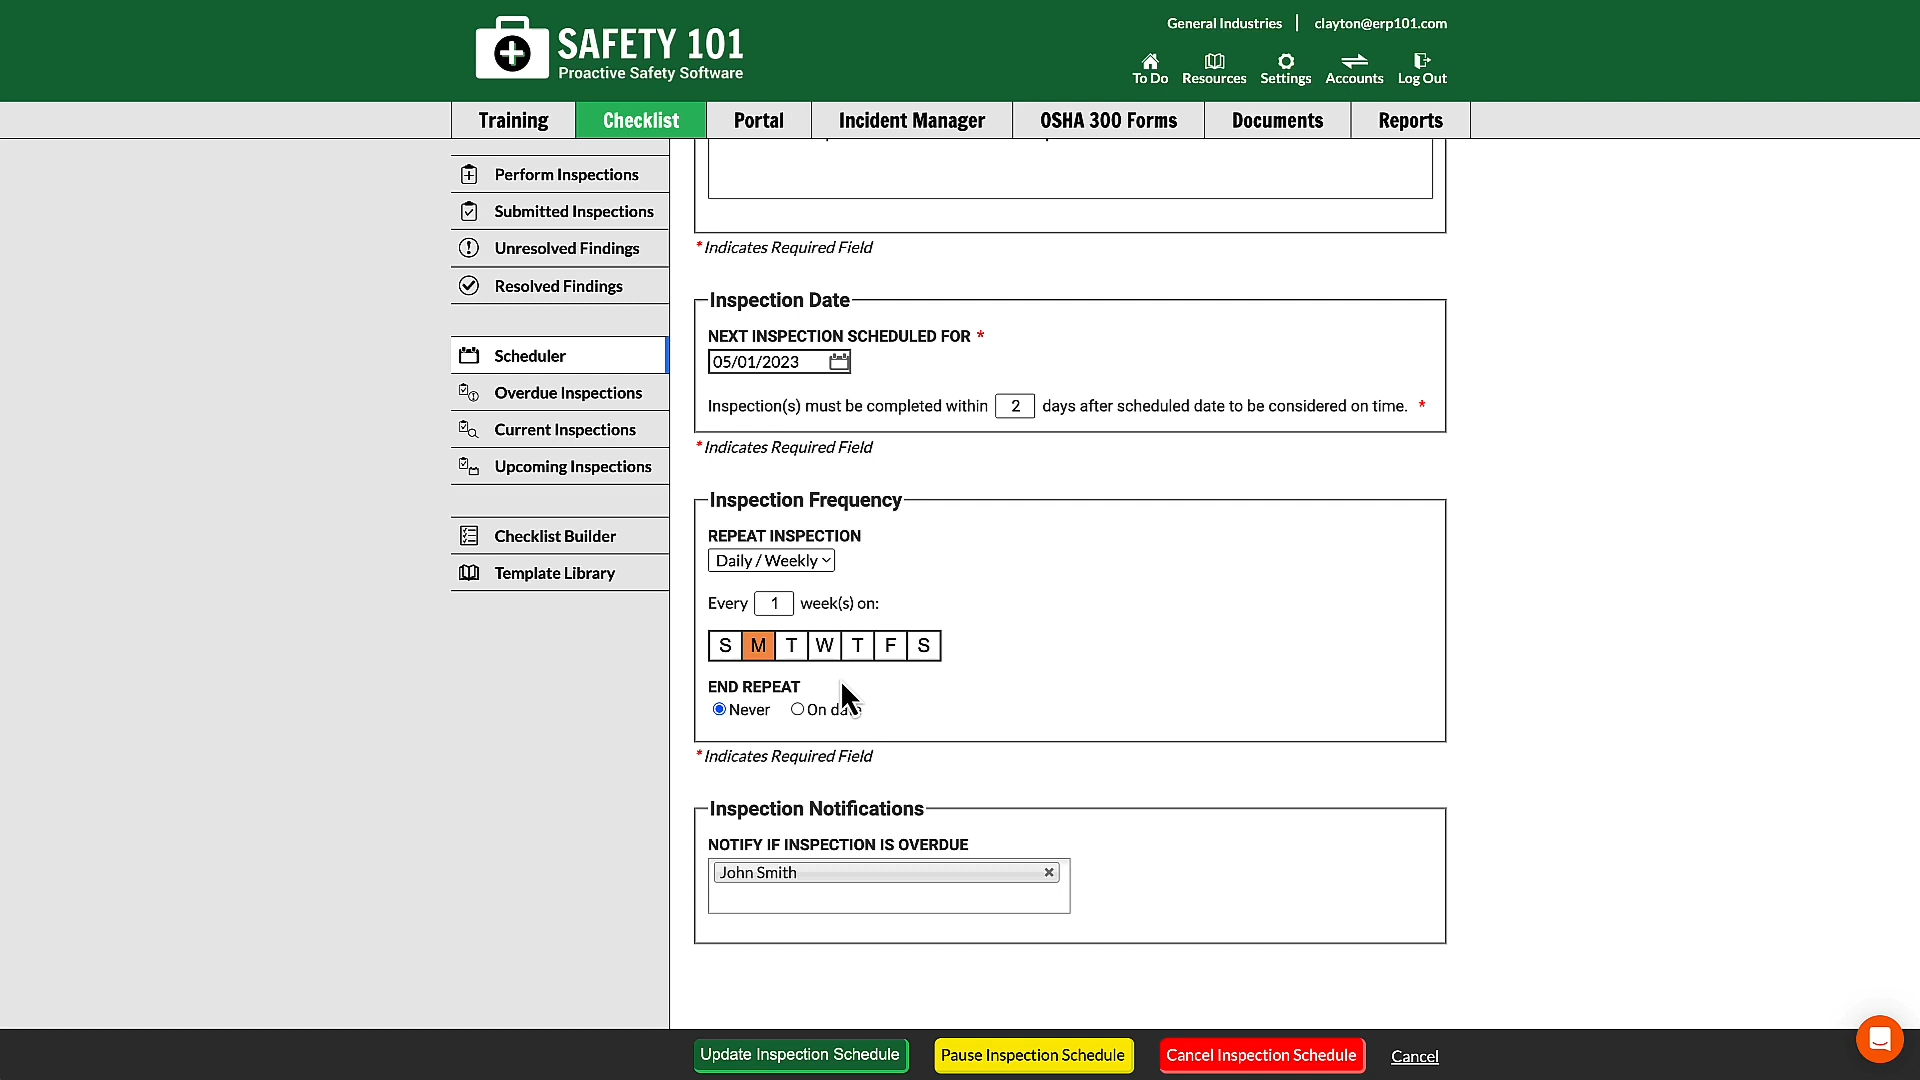 SAFETY 101
Proactive Safety Software
General Industries
clayton@erp101.com
To Do
Resources
Settings
Accounts
Log Out
Training
Checklist
Portal
Incident Manager
OSHA 300 Forms
Documents
Reports
Perform Inspections
Submitted Inspections
Unresolved Findings
Resolved Findings
Scheduler
Overdue Inspections
Current Inspections
Upcoming Inspections
Checklist Builder
Template Library
* Indicates Required Field
Inspection Date
NEXT INSPECTION SCHEDULED FOR *
05/01/2023
Inspection(s) must be completed within 2 days after scheduled date to be considered on time. *
* Indicates Required Field
Inspection Frequency
REPEAT INSPECTION
Daily / Weekly
Every 1 week(s) on:
S M T W T F S
END REPEAT
Never On date
* Indicates Required Field
Inspection Notifications
NOTIFY IF INSPECTION IS OVERDUE
John Smith
Update Inspection Schedule
Pause Inspection Schedule
Cancel Inspection Schedule
Cancel